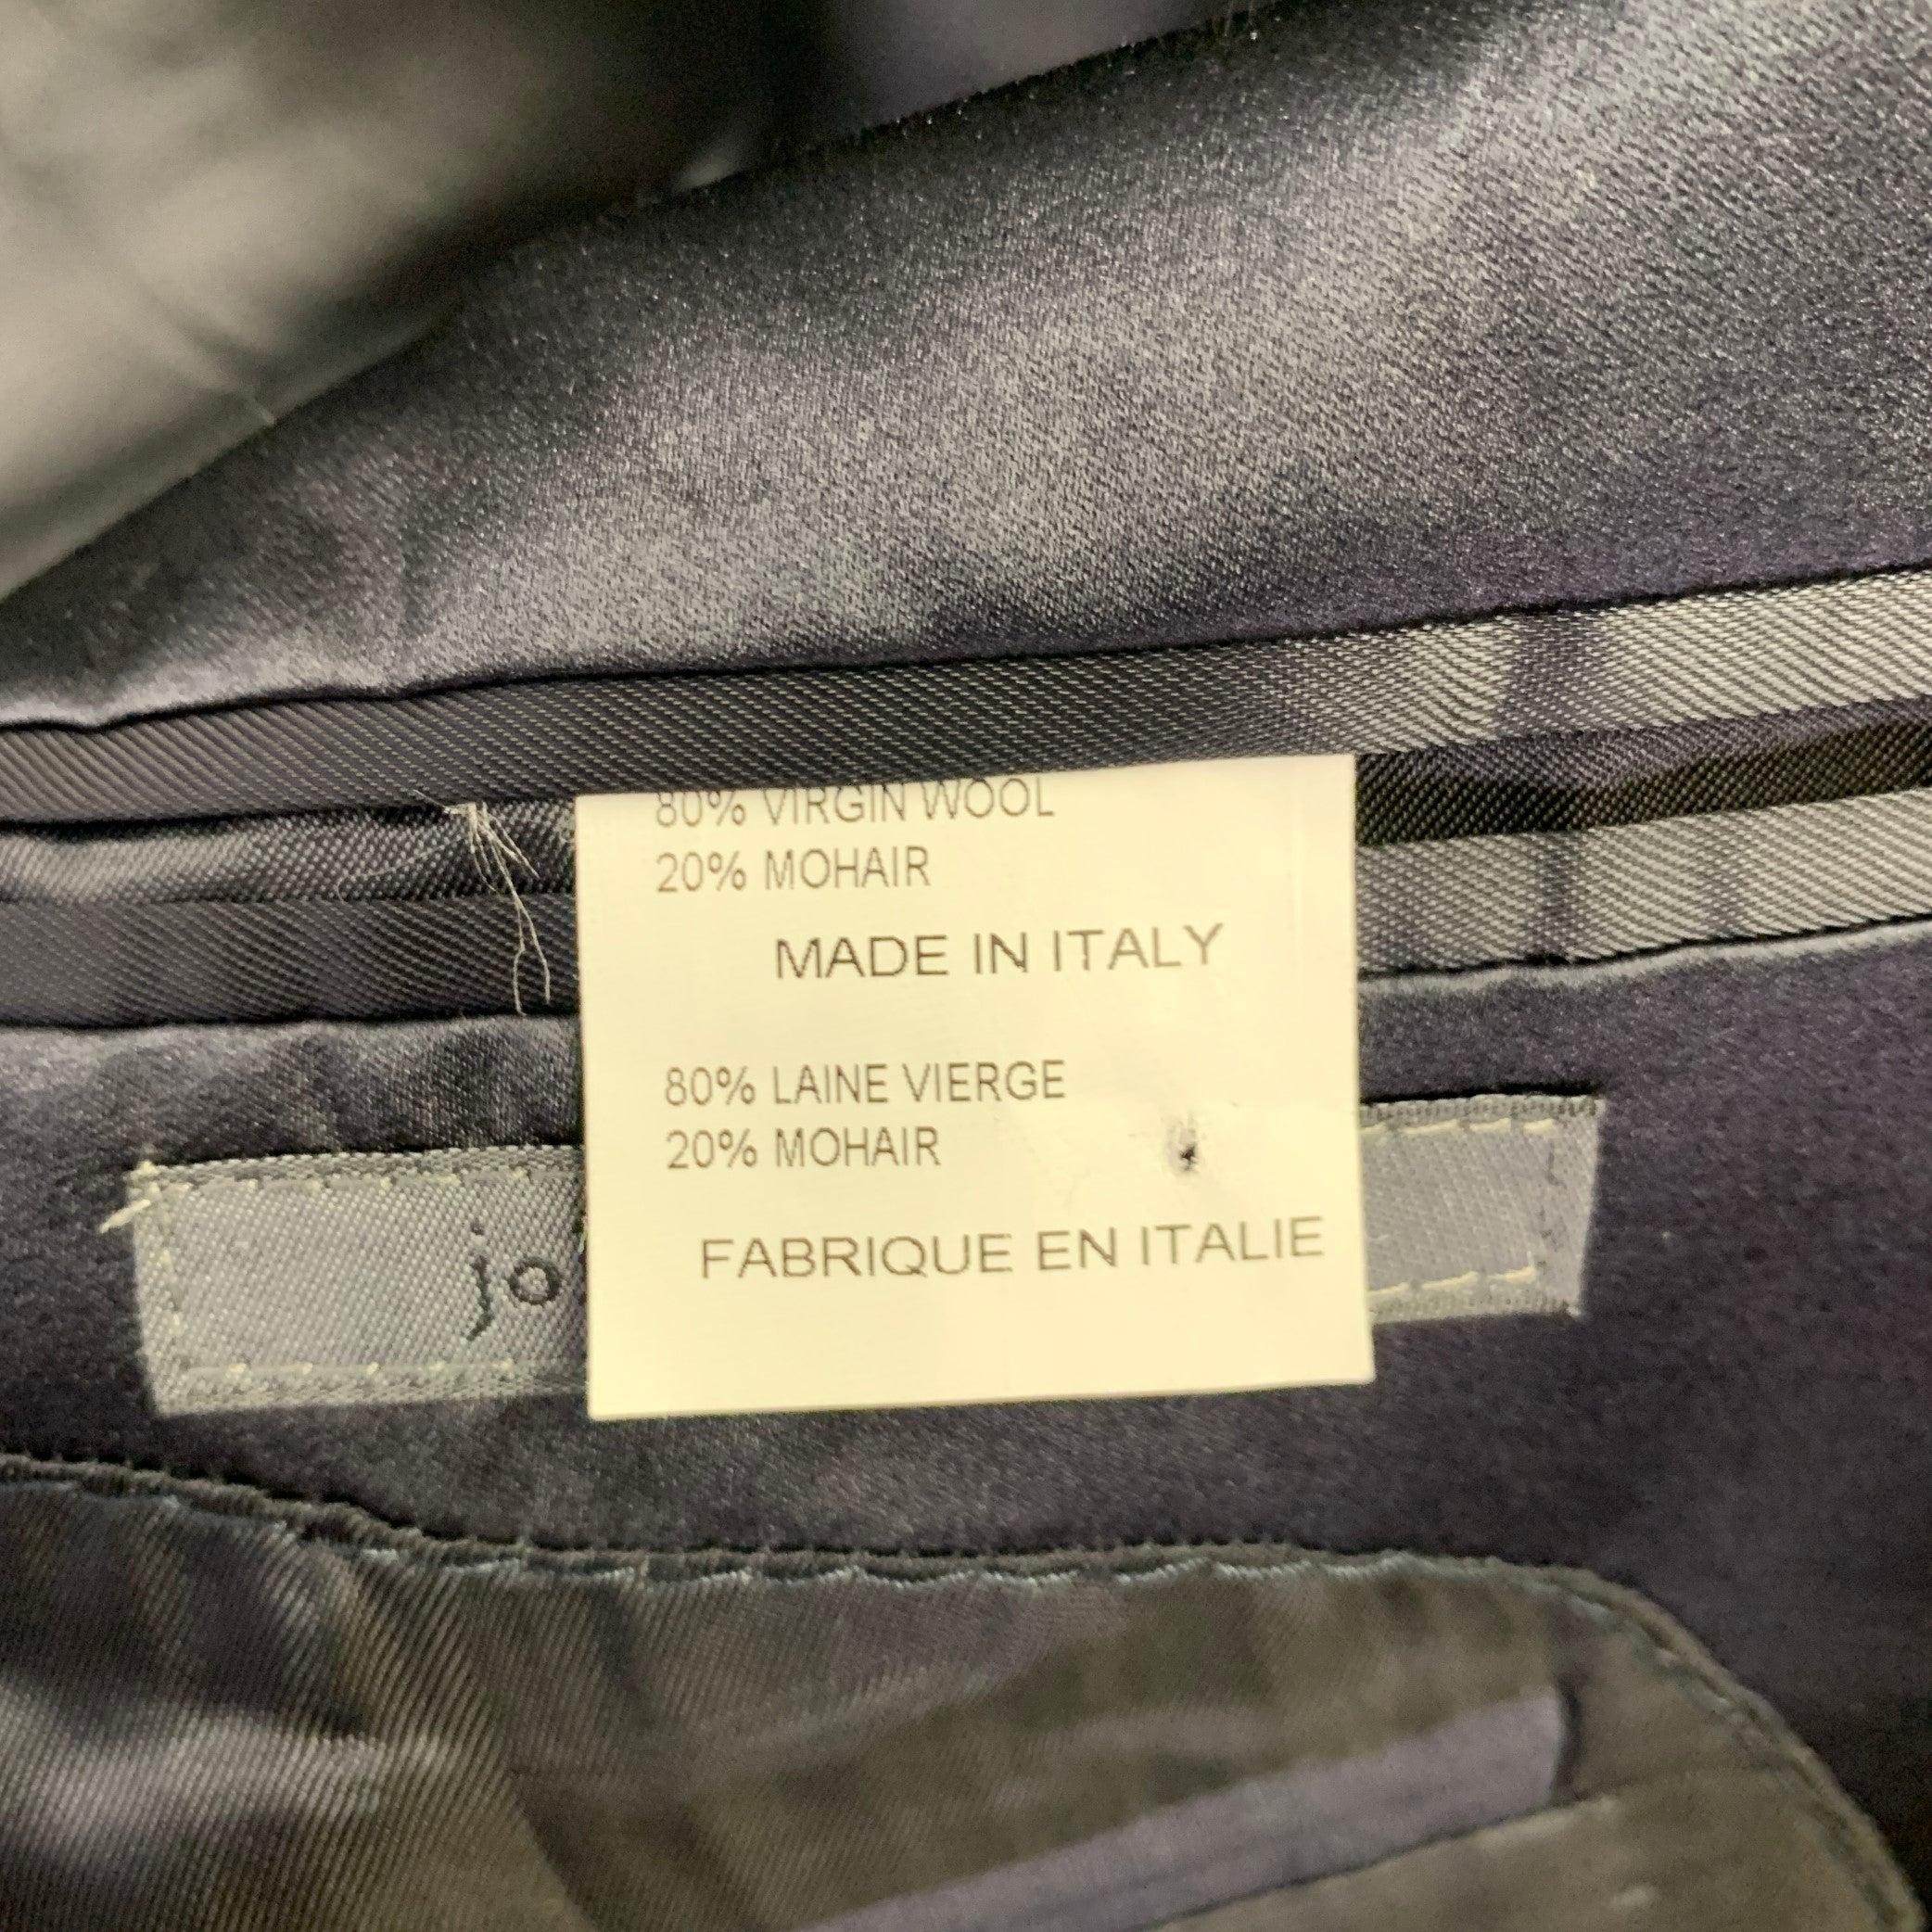 80% VIRGIN WOOL
20% MOHAIR
MADE IN ITALY
80% LAINE VIERGE
20% MOHAIR
FABRIQUE EN ITALIE
jo